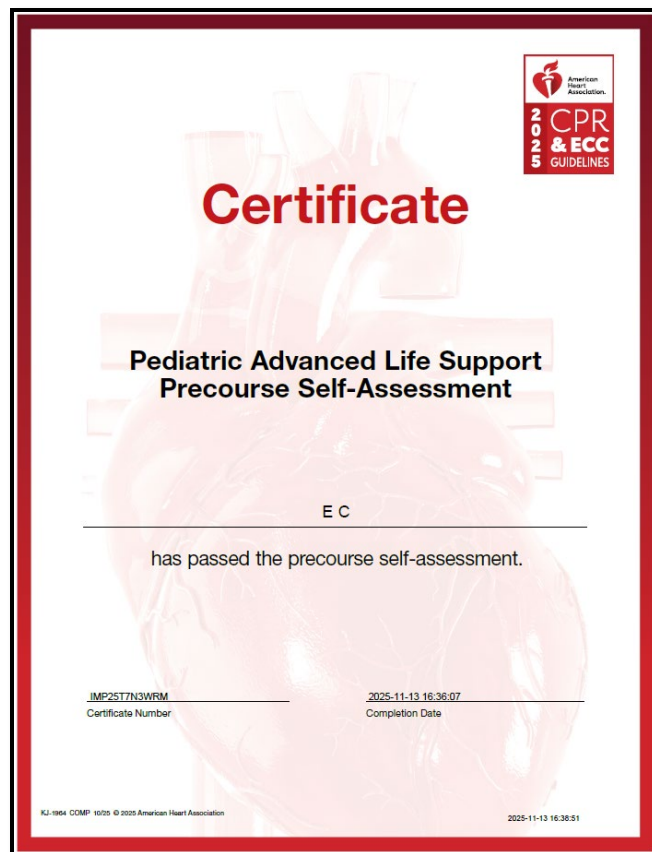 American
Heart
Association.
2025
CPR
& ECC
GUIDELINES
Certificate
Pediatric Advanced Life Support
Precourse Self-Assessment
E C
has passed the precourse self-assessment.
IMP25T7N3WRM
Certificate Number
2025-11-13 16:36:07
Completion Date
KJ-1964 COMP 10/25 © 2025 American Heart Association
2025-11-13 16:38:51